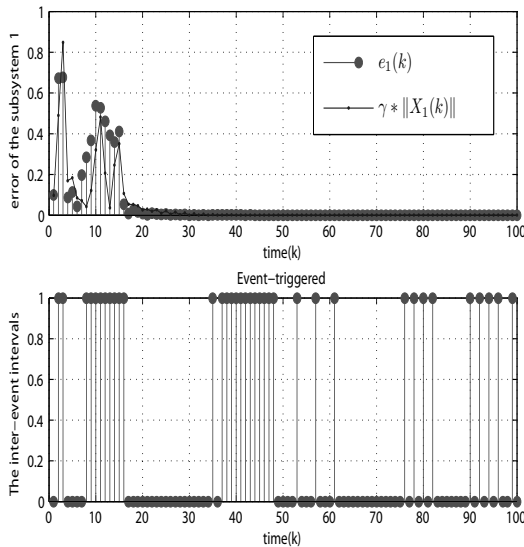 1
0.8
0.6
0.4
0.2
0
error of the subsystem 1
e₁(k)
γ ∗ ‖X₁(k)‖
0 10 20 30 40 50 60 70 80 90 100
time(k)
Event−triggered
1
0.8
0.6
0.4
0.2
0
The inter−event intervals
0 10 20 30 40 50 60 70 80 90 100
time(k)